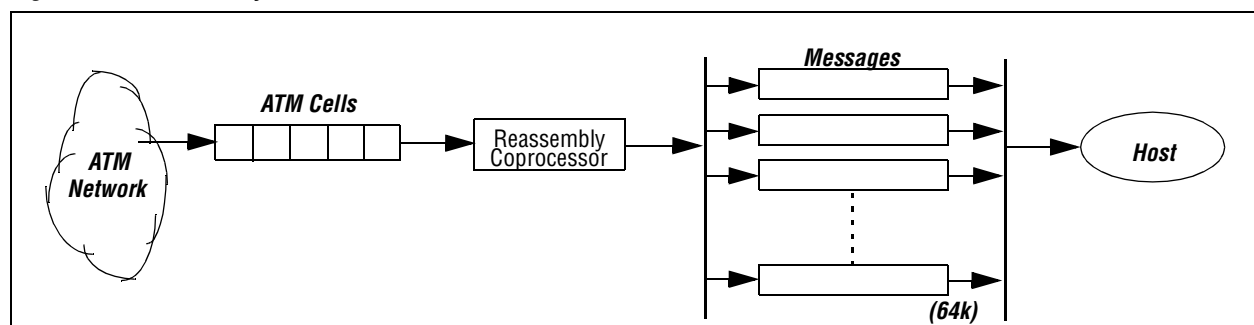 Messages
ATM Cells
Reassembly
Coprocessor
ATM
Network
Host
(64k)